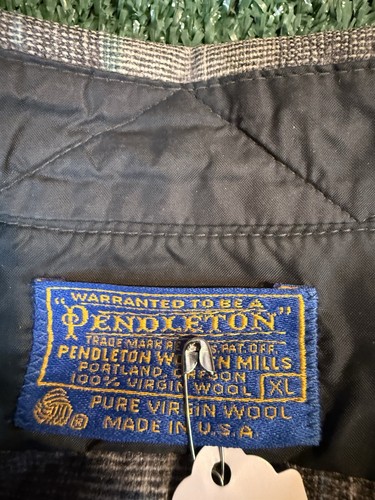 "WARRANTED TO BE A
PENDLETON"
TRADE MARK PAT. OFF.
PENDLETON MILLS
PORTLAND, OREGON
100% VIRGIN WOOL XL
® PURE VIRGIN WOOL
MADE IN U.S.A.